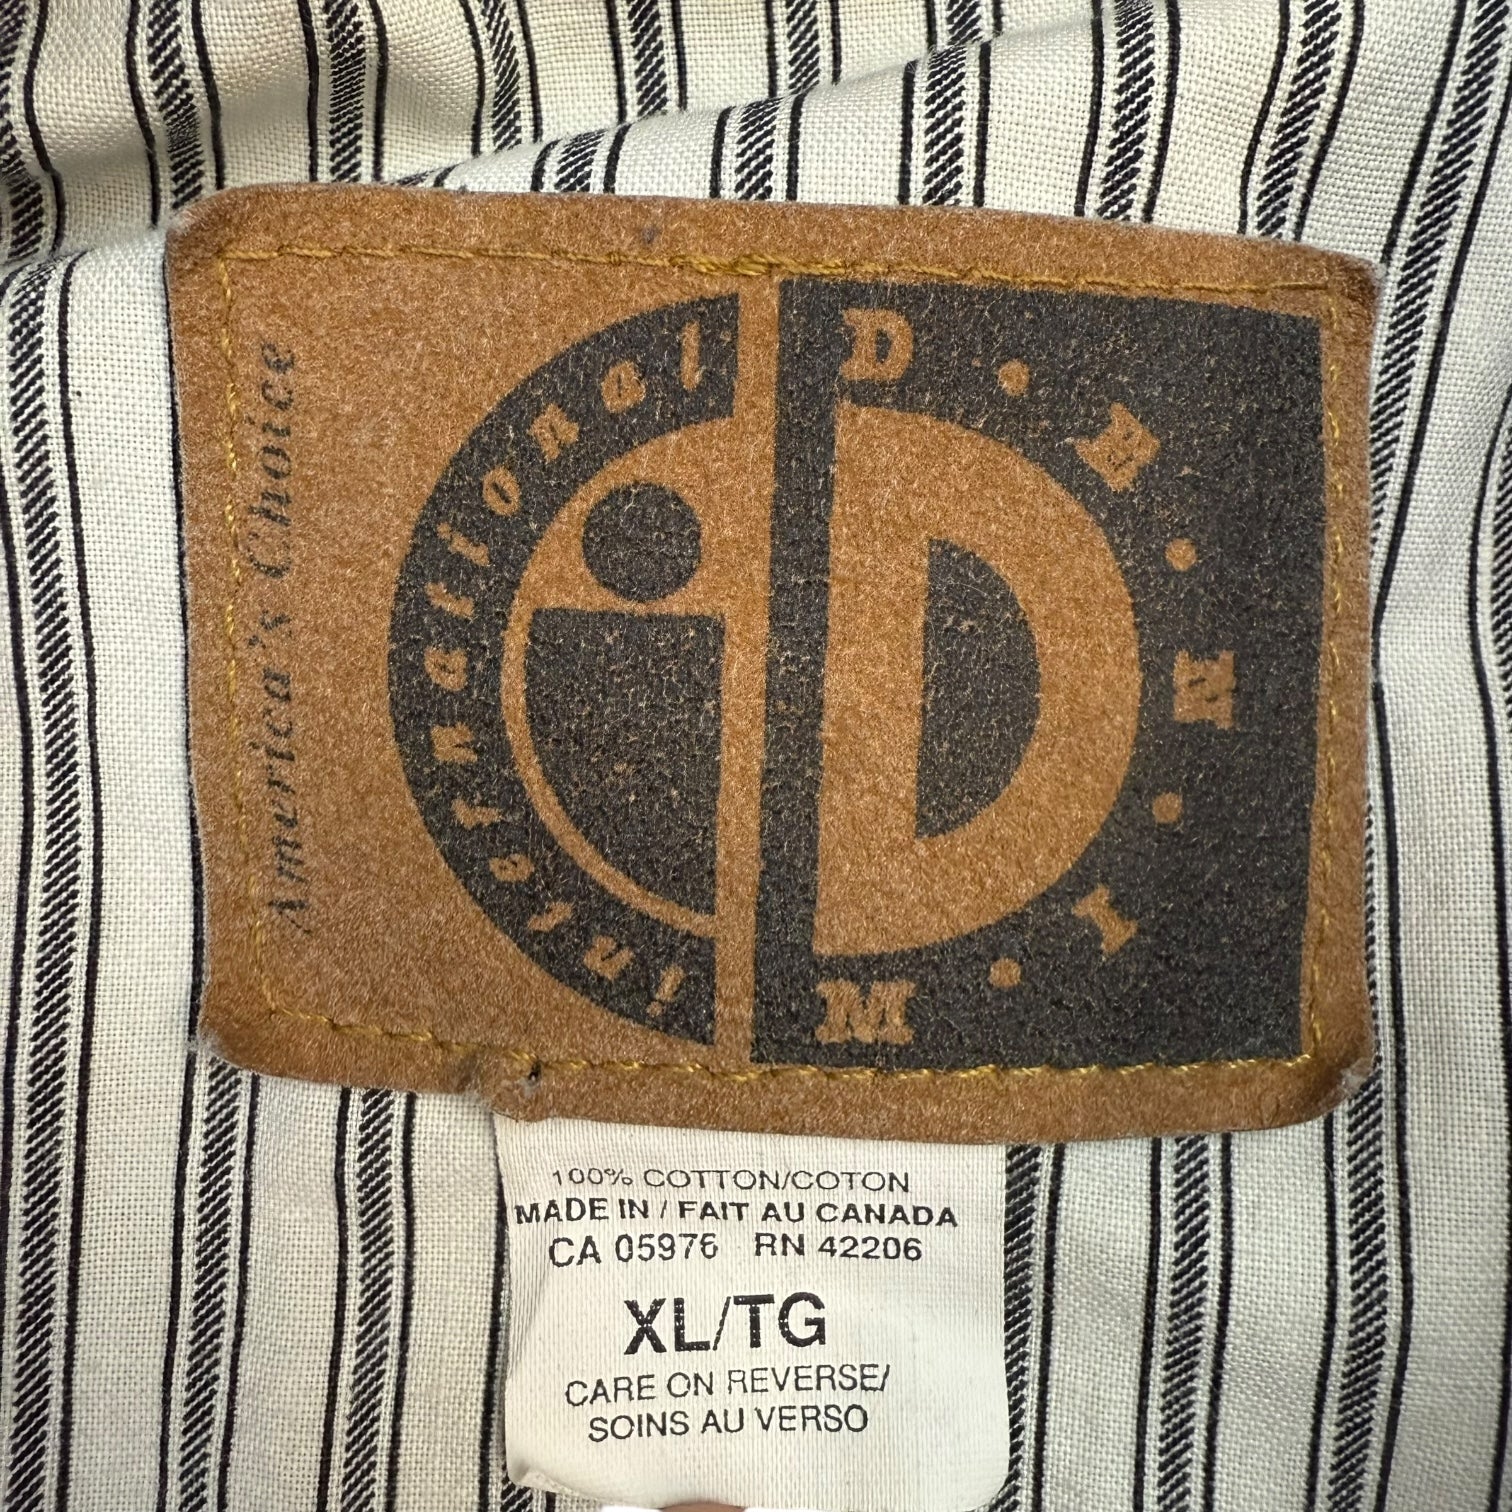 America's Choice
international
iD
D•E•N•I•M
100% COTTON/COTON
MADE IN / FAIT AU CANADA
CA 05976 RN 42206
XL/TG
CARE ON REVERSE/
SOINS AU VERSO